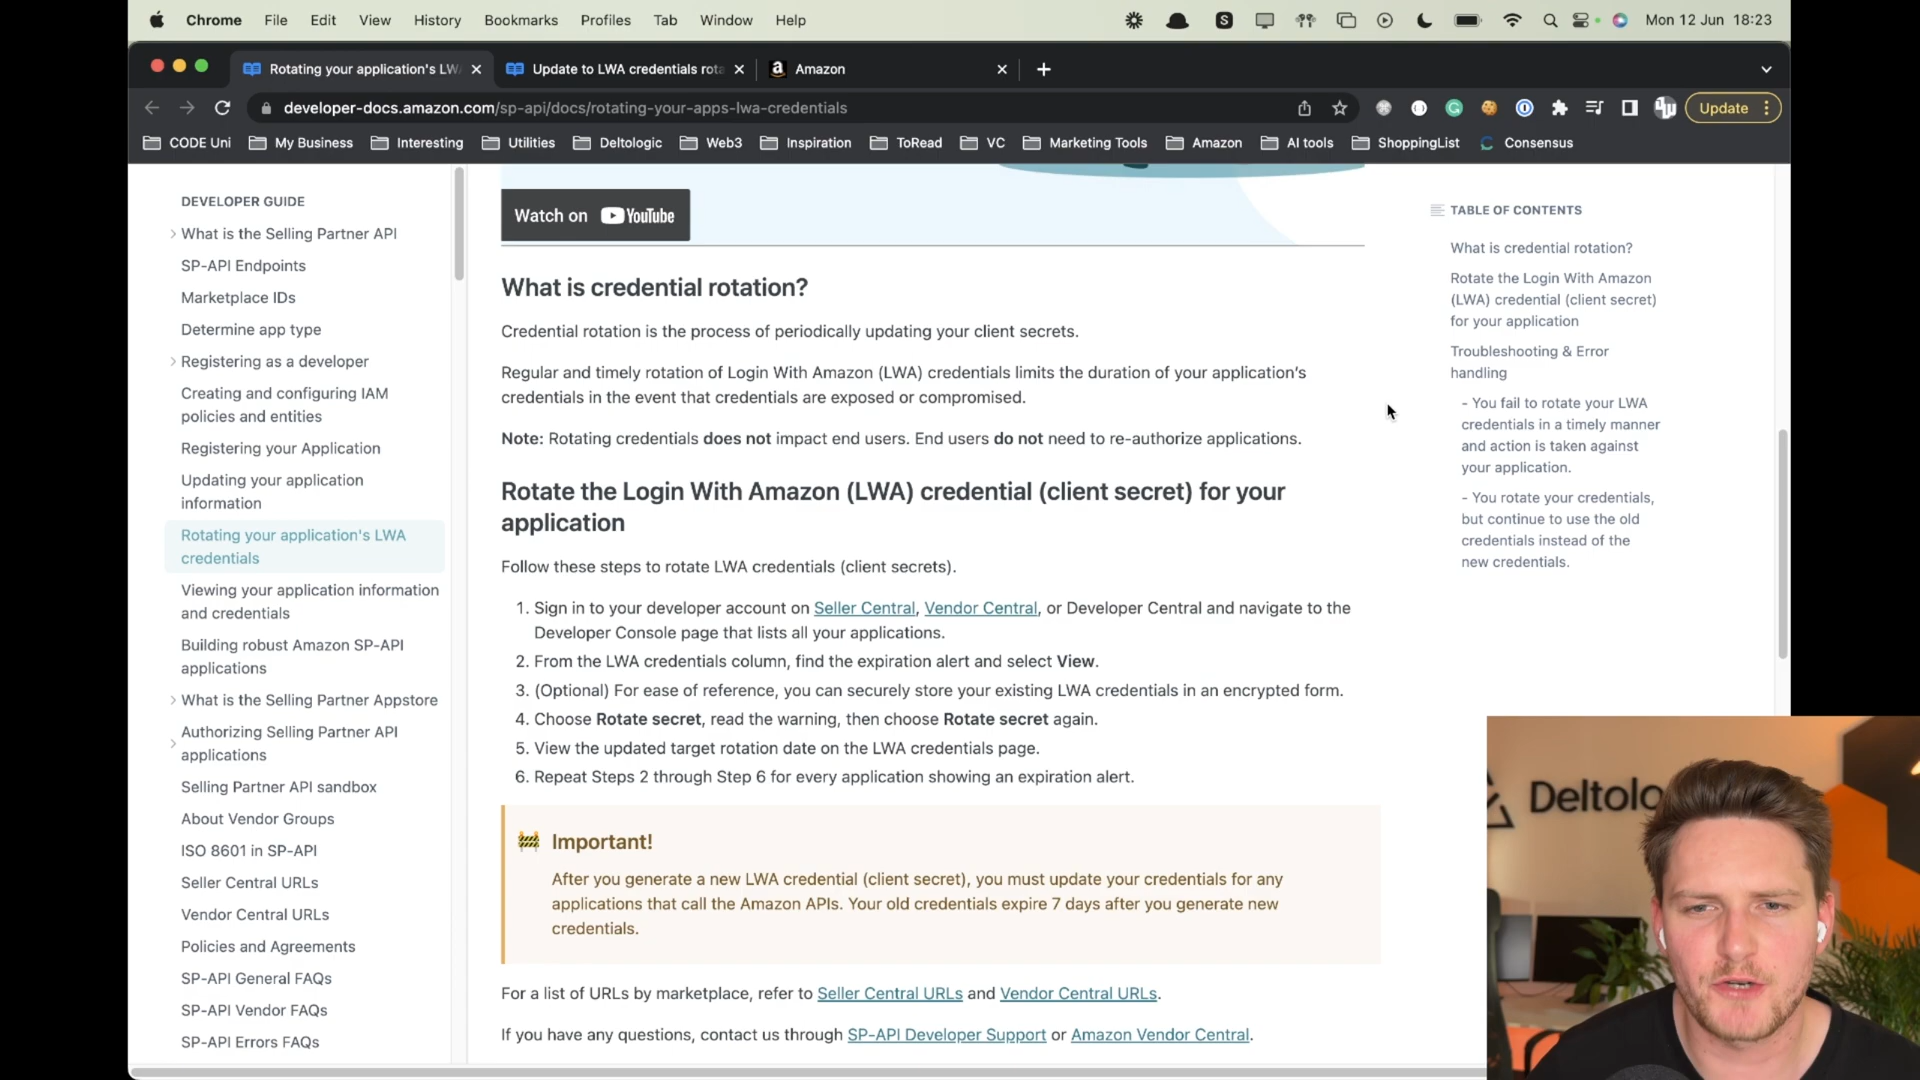 Chrome File Edit View History Bookmarks Profiles Tab Window Help
S
Mon 12 Jun 18:23
Rotating your application's LW
Update to LWA credentials rota
a Amazon
developer-docs.amazon.com/sp-api/docs/rotating-your-apps-lwa-credentials
Update
CODE Uni My Business Interesting Utilities Deltologic Web3 Inspiration ToRead VC Marketing Tools Amazon AI tools ShoppingList Consensus
DEVELOPER GUIDE
What is the Selling Partner API
SP-API Endpoints
Marketplace IDs
Determine app type
Registering as a developer
Creating and configuring IAM
policies and entities
Registering your Application
Updating your application
information
Rotating your application's LWA
credentials
Viewing your application information
and credentials
Building robust Amazon SP-API
applications
What is the Selling Partner Appstore
Authorizing Selling Partner API
applications
Selling Partner API sandbox
About Vendor Groups
ISO 8601 in SP-API
Seller Central URLs
Vendor Central URLs
Policies and Agreements
SP-API General FAQs
SP-API Vendor FAQs
SP-API Errors FAQs
Watch on YouTube
What is credential rotation?
Credential rotation is the process of periodically updating your client secrets.
Regular and timely rotation of Login With Amazon (LWA) credentials limits the duration of your application's
credentials in the event that credentials are exposed or compromised.
Note: Rotating credentials does not impact end users. End users do not need to re-authorize applications.
Rotate the Login With Amazon (LWA) credential (client secret) for your
application
Follow these steps to rotate LWA credentials (client secrets).
1. Sign in to your developer account on Seller Central, Vendor Central, or Developer Central and navigate to the
Developer Console page that lists all your applications.
2. From the LWA credentials column, find the expiration alert and select View.
3. (Optional) For ease of reference, you can securely store your existing LWA credentials in an encrypted form.
4. Choose Rotate secret, read the warning, then choose Rotate secret again.
5. View the updated target rotation date on the LWA credentials page.
6. Repeat Steps 2 through Step 6 for every application showing an expiration alert.
Important!
After you generate a new LWA credential (client secret), you must update your credentials for any
applications that call the Amazon APIs. Your old credentials expire 7 days after you generate new
credentials.
For a list of URLs by marketplace, refer to Seller Central URLs and Vendor Central URLs.
If you have any questions, contact us through SP-API Developer Support or Amazon Vendor Central.
TABLE OF CONTENTS
What is credential rotation?
Rotate the Login With Amazon
(LWA) credential (client secret)
for your application
Troubleshooting & Error
handling
- You fail to rotate your LWA
credentials in a timely manner
and action is taken against
your application.
- You rotate your credentials,
but continue to use the old
credentials instead of the
new credentials.
Deltolo